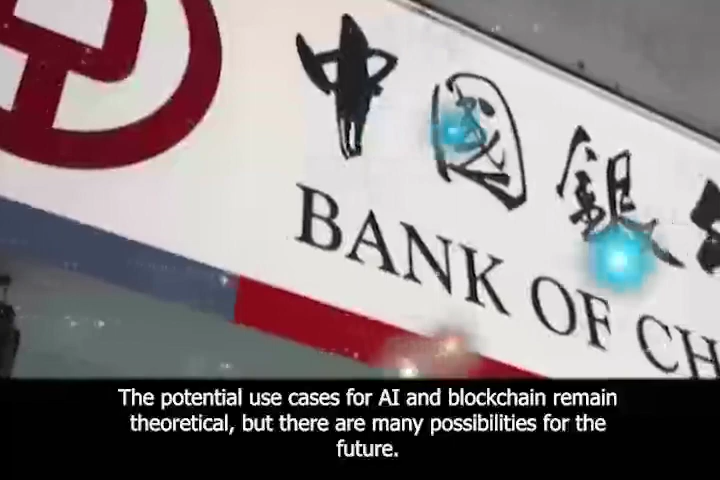 中國銀
BANK OF CH
The potential use cases for AI and blockchain remain
theoretical, but there are many possibilities for the
future.